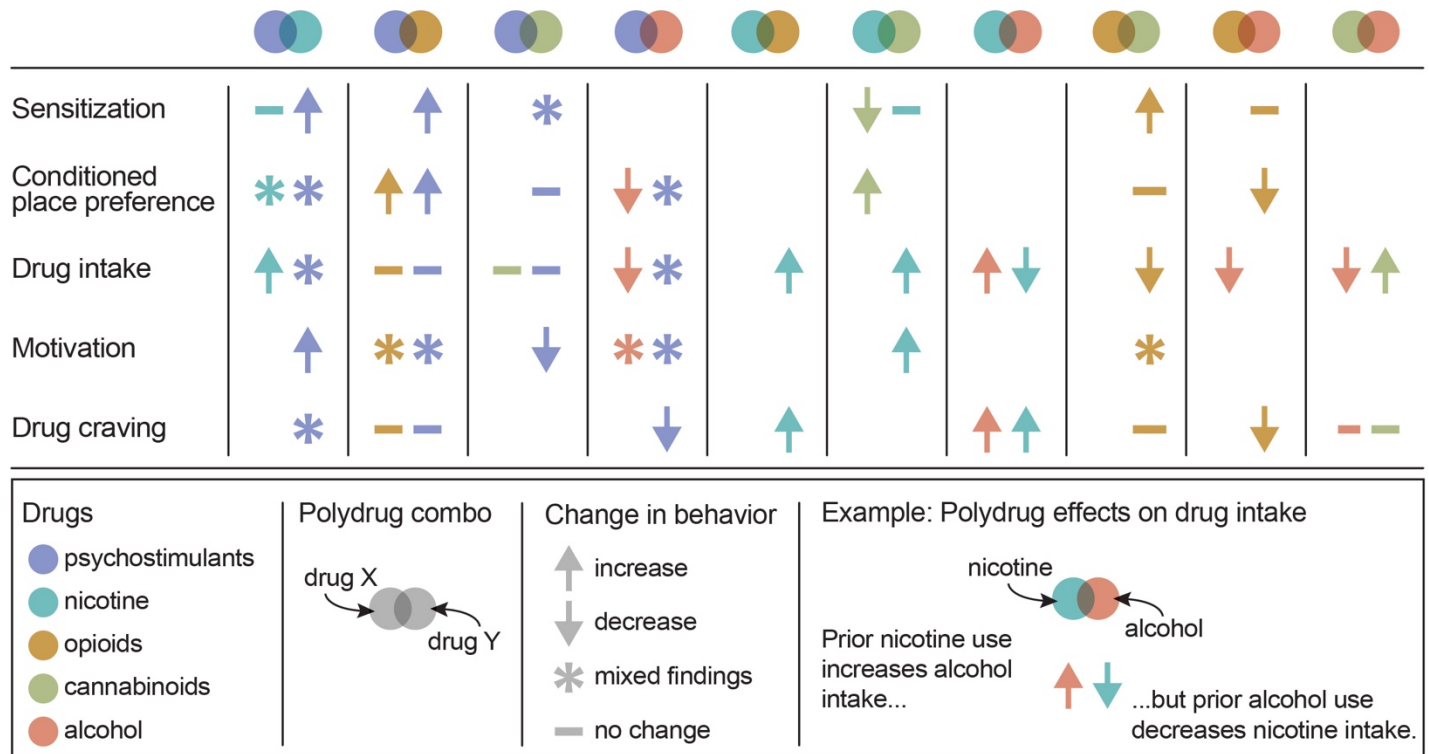 Sensitization
Conditioned
place preference
Drug intake
Motivation
Drug craving
Drugs
psychostimulants
nicotine
opioids
cannabinoids
alcohol
Polydrug combo
drug X
drug Y
Change in behavior
increase
decrease
mixed findings
no change
Example: Polydrug effects on drug intake
nicotine
alcohol
Prior nicotine use
increases alcohol
intake...
...but prior alcohol use
decreases nicotine intake.